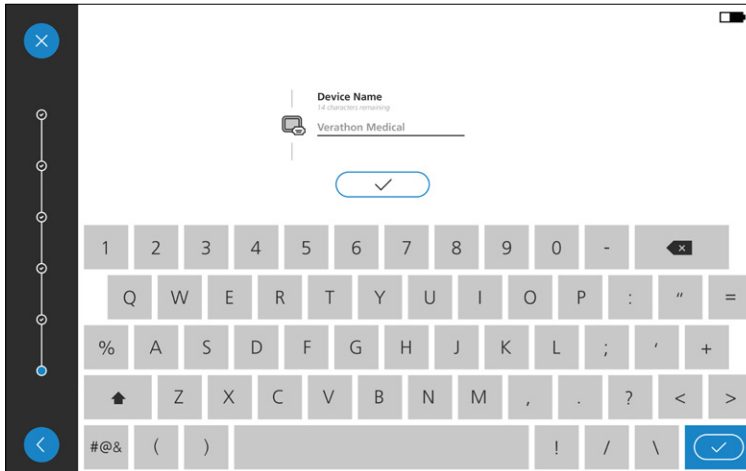 Device Name
14 characters remaining
Verathon Medical
1 2 3 4 5 6 7 8 9 0 -
Q W E R T Y U I O P : " =
% A S D F G H J K L ; ' +
Z X C V B N M , . ? < >
#@& ( ) ! / \